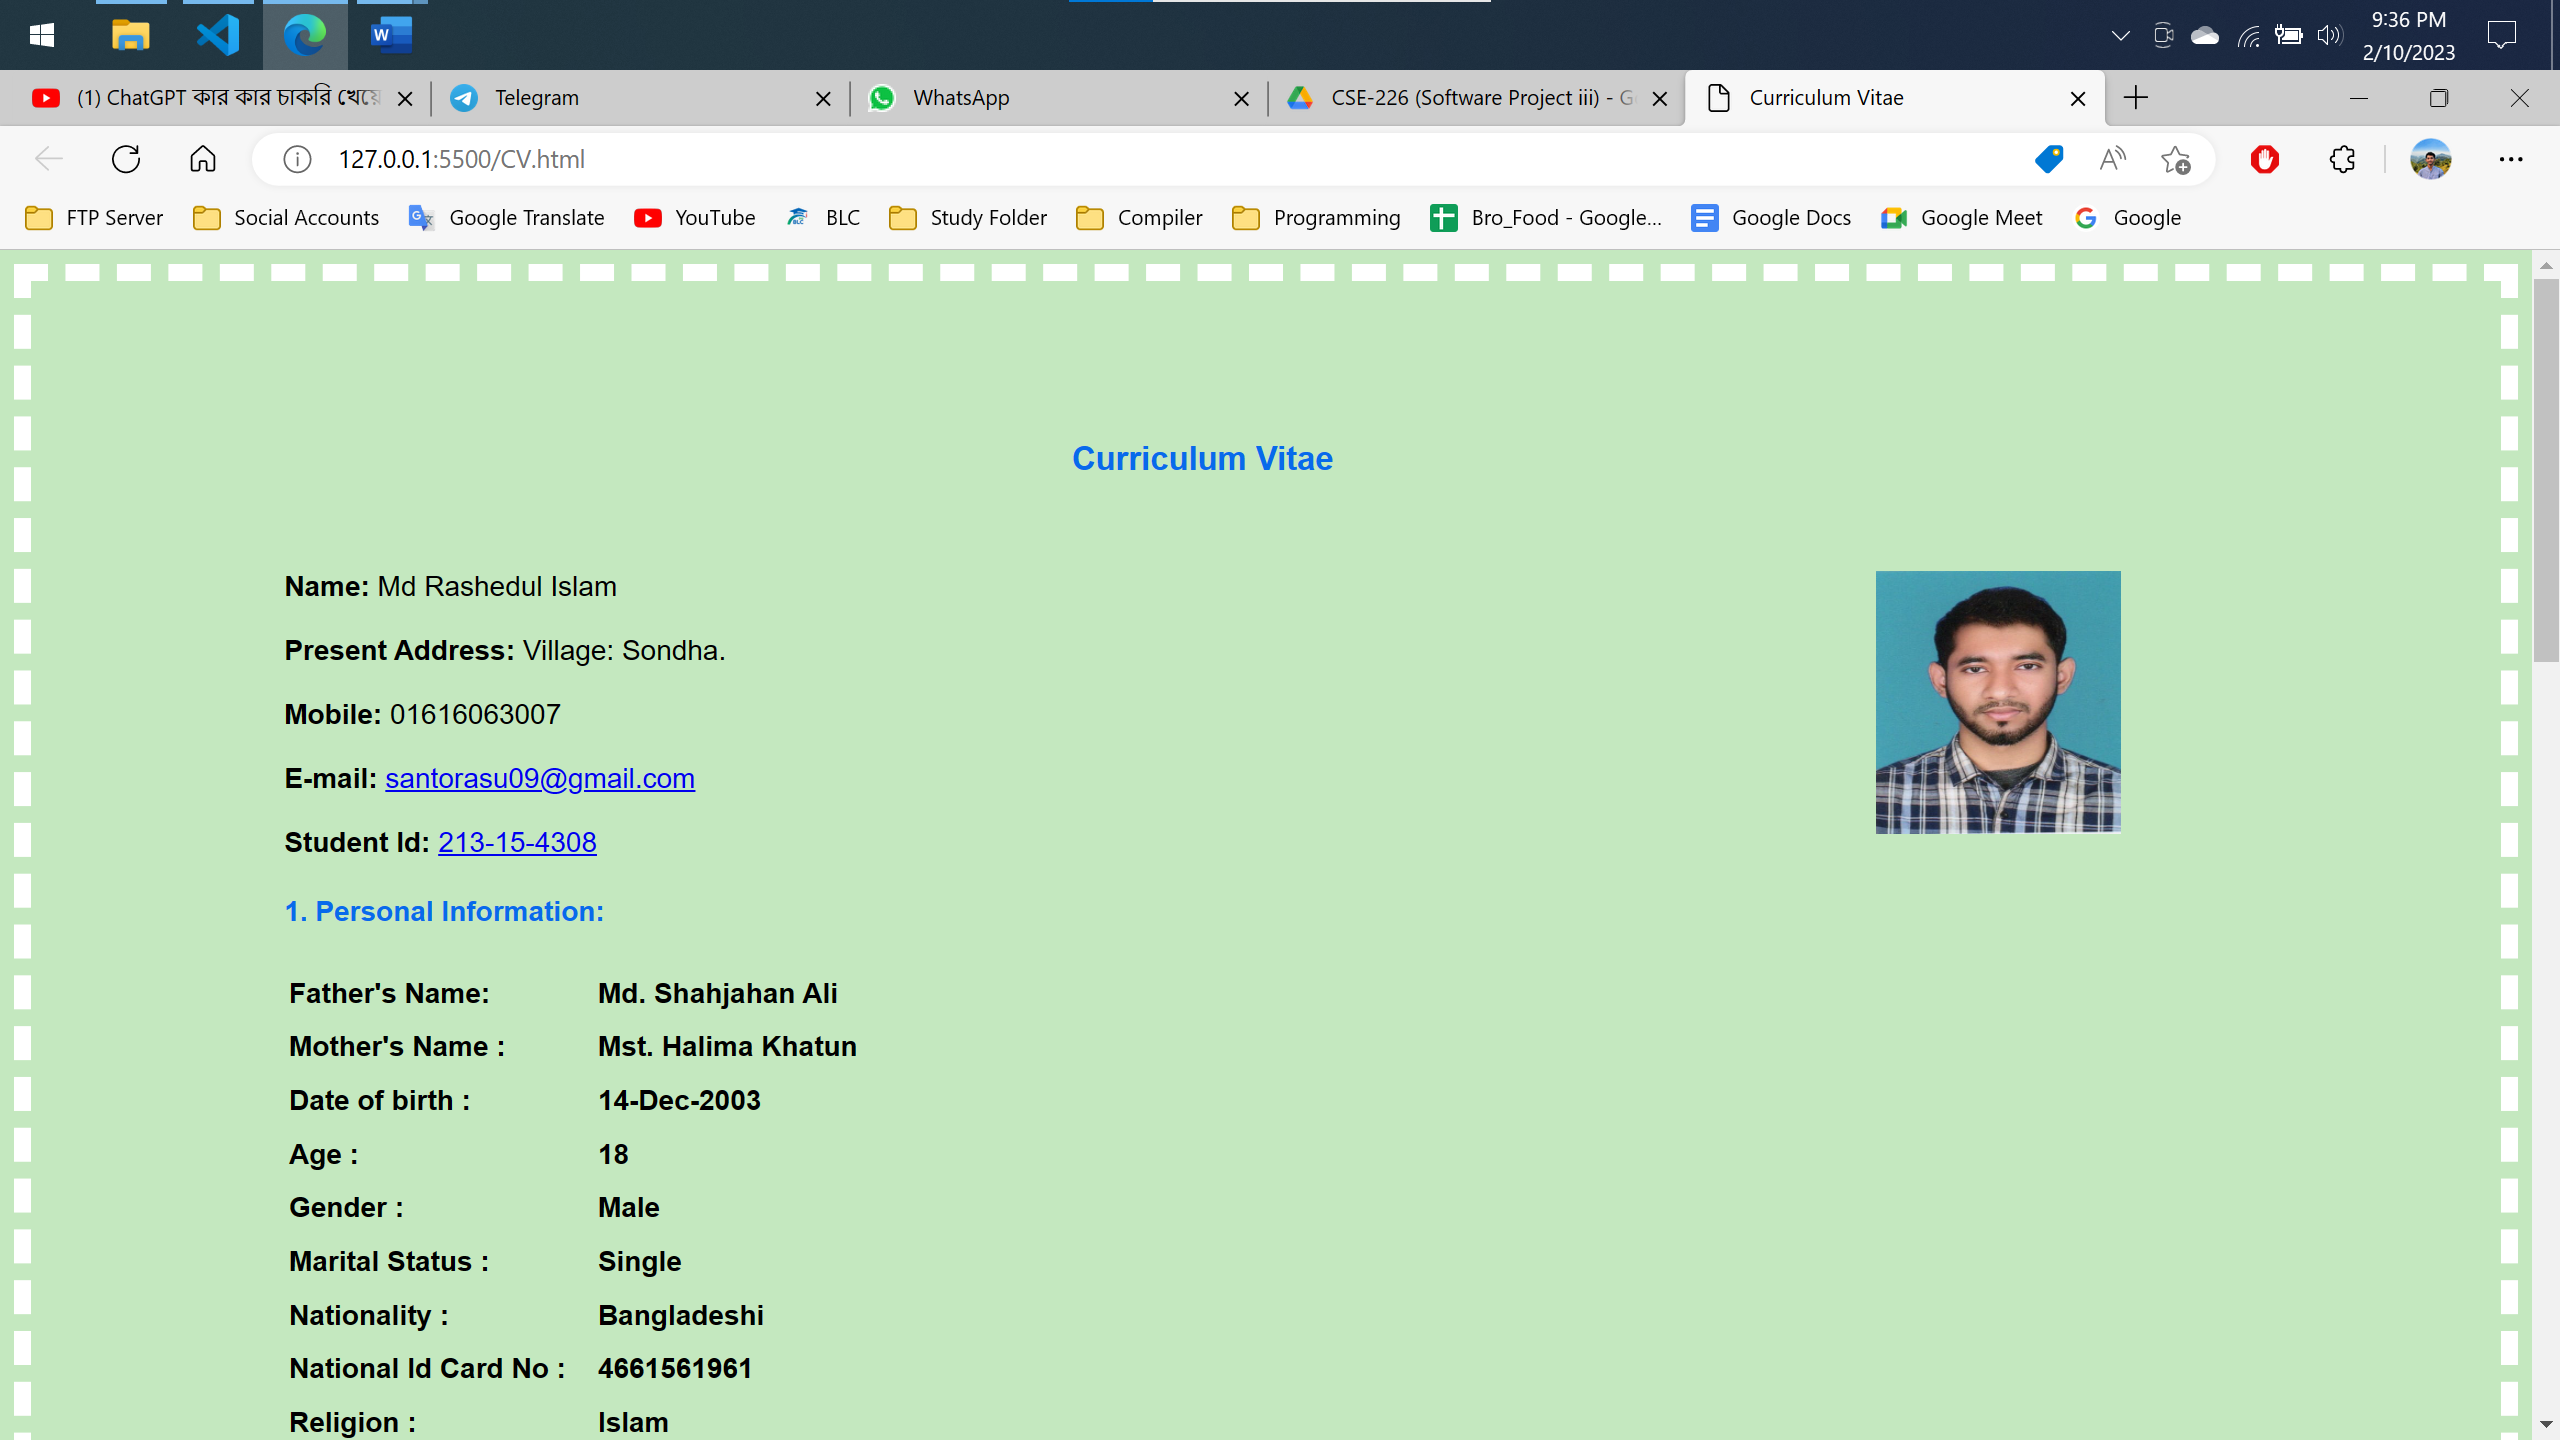 9:36 PM
2/10/2023
(1) ChatGPT কার কার চাকরি খেয়ে
Telegram
WhatsApp
CSE-226 (Software Project iii) - G
Curriculum Vitae
127.0.0.1:5500/CV.html
FTP Server
Social Accounts
Google Translate
YouTube
BLC
Study Folder
Compiler
Programming
Bro_Food - Google...
Google Docs
Google Meet
Google
Curriculum Vitae
Name: Md Rashedul Islam
Present Address: Village: Sondha.
Mobile: 01616063007
E-mail: santorasu09@gmail.com
Student Id: 213-15-4308
1. Personal Information:
Father's Name: Md. Shahjahan Ali
Mother's Name : Mst. Halima Khatun
Date of birth : 14-Dec-2003
Age : 18
Gender : Male
Marital Status : Single
Nationality : Bangladeshi
National Id Card No : 4661561961
Religion : Islam